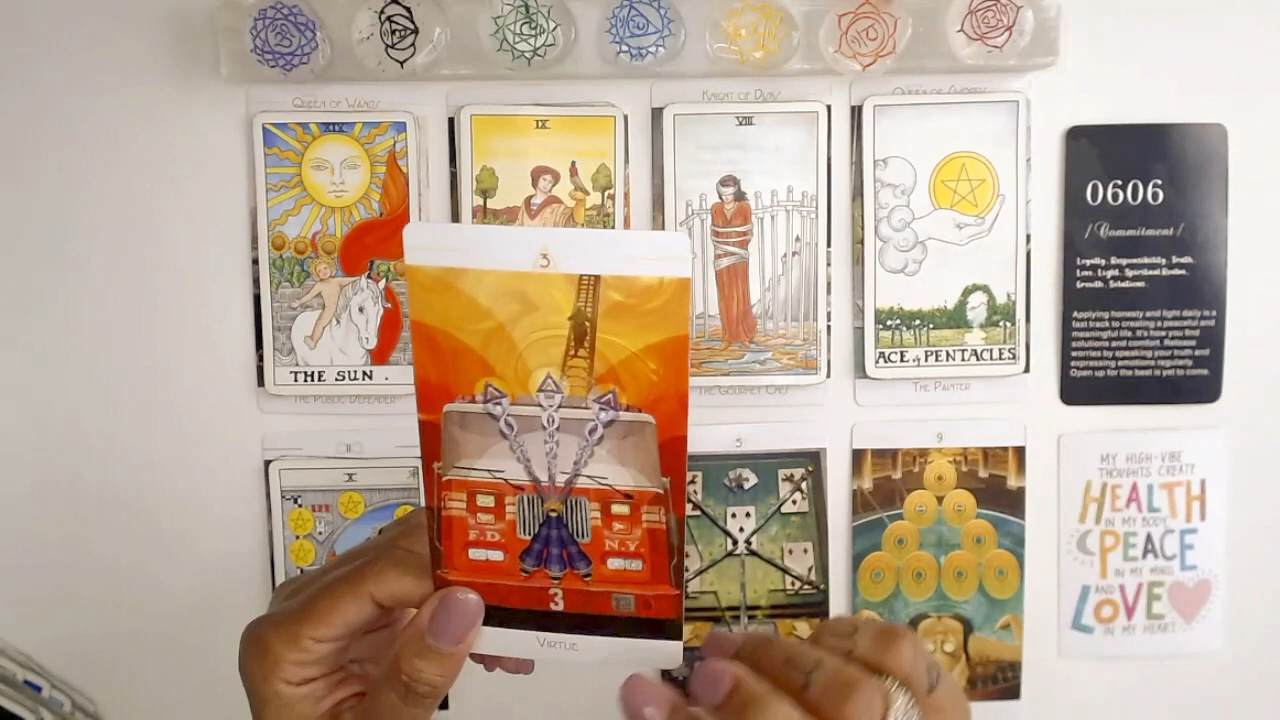 QUEEN OF WANDS
KNIGHT OF DISKS
XIX
IX
VIII
THE SUN .
ACE of PENTACLES
THE PUBLIC DEFENDER
THE PAINTER
0606
/ Commitment /
Loyalty. Responsibility. Truth.
Love. Light. Spiritual Realm.
Growth. Solutions.
Applying honesty and light daily is a
fast track to creating a peaceful and
meaningful life. It's how you find
solutions and comfort. Release
worries by speaking your truth and
expressing emotions regularly.
Open up for the best is yet to come.
3
F.D. N.Y.
3
VIRTUE
X
5
9
MY HIGH-VIBE
THOUGHTS CREATE
HEALTH
IN MY BODY
PEACE
IN MY MIND
AND
LOVE
IN MY HEART